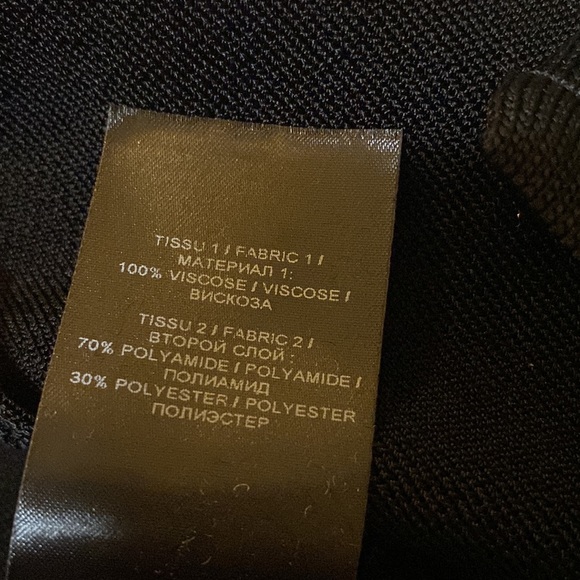 TISSU 1 / FABRIC 1 /
МАТЕРИАЛ 1:
100% VISCOSE / VISCOSE /
ВИСКОЗА
TISSU 2 / FABRIC 2 /
ВТОРОЙ СЛОЙ :
70% POLYAMIDE / POLYAMIDE /
ПОЛИАМИД
30% POLYESTER / POLYESTER
ПОЛИЭСТЕР